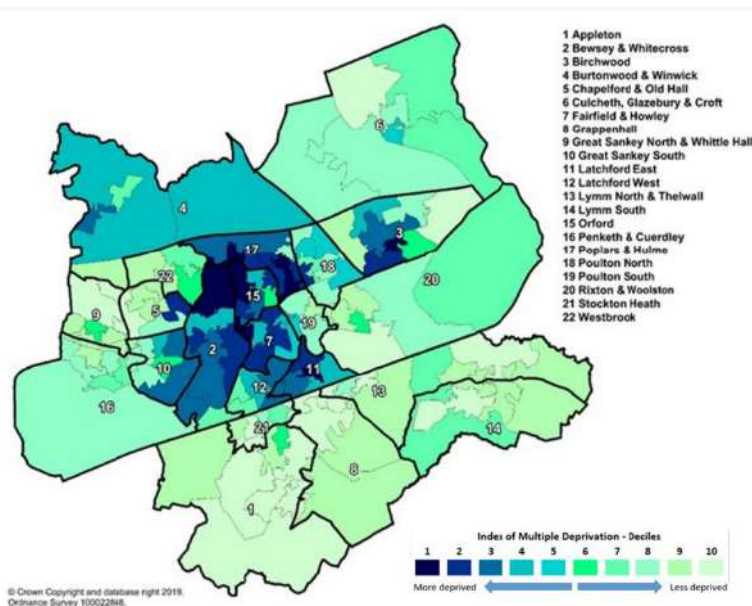 1 Appleton
2 Bewsey & Whitecross
3 Birchwood
4 Burtonwood & Winwick
5 Chapelford & Old Hall
6 Culcheth, Glazebury & Croft
7 Fairfield & Howley
8 Grappenhall
9 Great Sankey North & Whittle Hall
10 Great Sankey South
11 Latchford East
12 Latchford West
13 Lymm North & Thelwall
14 Lymm South
15 Orford
16 Penketh & Cuerdley
17 Poplars & Hulme
18 Poulton North
19 Poulton South
20 Rixton & Woolston
21 Stockton Heath
22 Westbrook
6
4
3
17
18
22
20
15
5
9
19
7
2
10
11
12
16
13
21
14
8
1
Index of Multiple Deprivation - Deciles
1 2 3 4 5 6 7 8 9 10
More deprived Less deprived
© Crown Copyright and database right 2019.
Ordnance Survey 100022848.